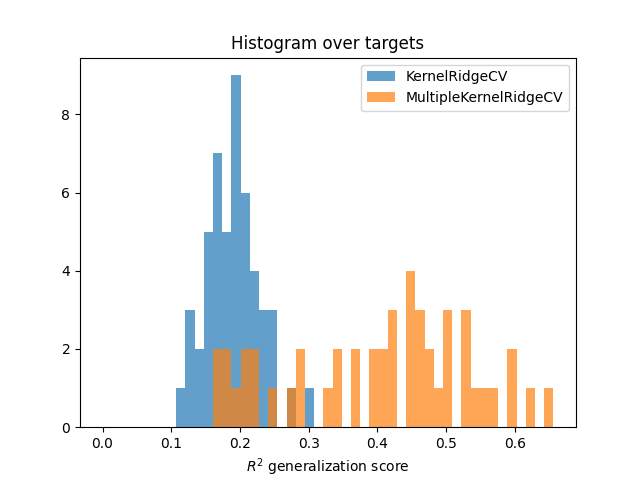 Histogram over targets
KernelRidgeCV
MultipleKernelRidgeCV
8
6
4
2
0
0.0 0.1 0.2 0.3 0.4 0.5 0.6
R² generalization score